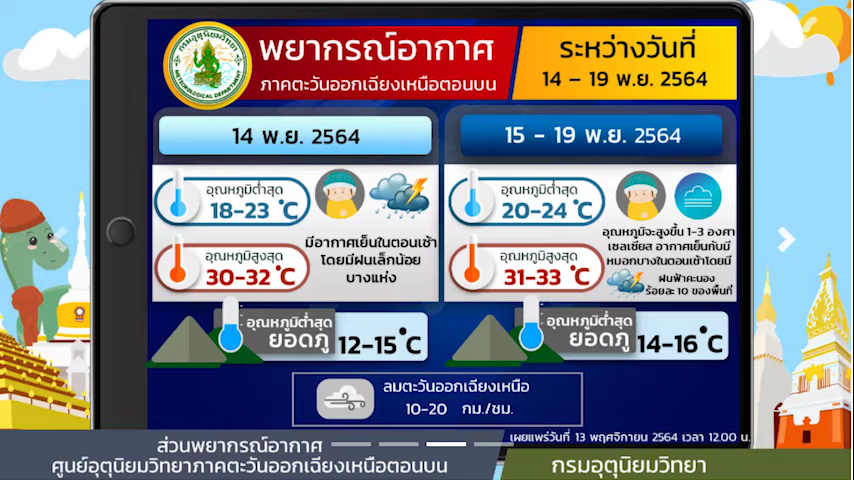 กรมอุตุนิยมวิทยา
METEOROLOGICAL DEPARTMENT
พยากรณ์อากาศ
ภาคตะวันออกเฉียงเหนือตอนบน
ระหว่างวันที่
14 – 19 พ.ย. 2564
14 พ.ย. 2564
อุณหภูมิต่ำสุด
18-23 °C
อุณหภูมิสูงสุด
30-32 °C
มีอากาศเย็นในตอนเช้า
โดยมีฝนเล็กน้อย
บางแห่ง
อุณหภูมิต่ำสุด
ยอดภู
12-15°C
15 - 19 พ.ย. 2564
อุณหภูมิต่ำสุด
20-24 °C
อุณหภูมิสูงสุด
31-33 °C
อุณหภูมิจะสูงขึ้น 1-3 องศา
เซลเซียส อากาศเย็นกับมี
หมอกบางในตอนเช้าโดยมี
ฝนฟ้าคะนอง
ร้อยละ 10 ของพื้นที่
อุณหภูมิต่ำสุด
ยอดภู
14-16°C
ลมตะวันออกเฉียงเหนือ
10-20 กม./ชม.
เผยแพร่วันที่ 13 พฤศจิกายน 2564 เวลา 12.00 น.
ส่วนพยากรณ์อากาศ
ศูนย์อุตุนิยมวิทยาภาคตะวันออกเฉียงเหนือตอนบน
กรมอุตุนิยมวิทยา